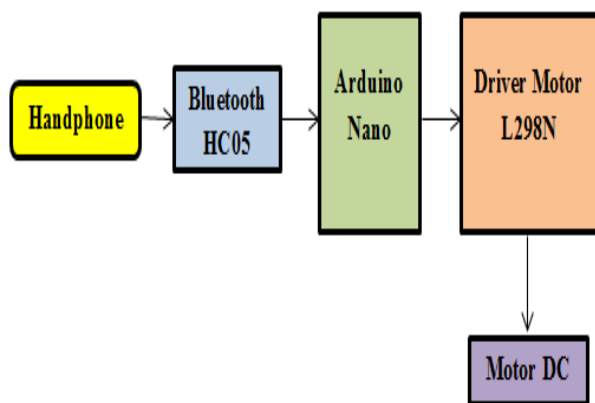 Handphone
Bluetooth
HC05
Arduino
Nano
Driver Motor
L298N
Motor DC